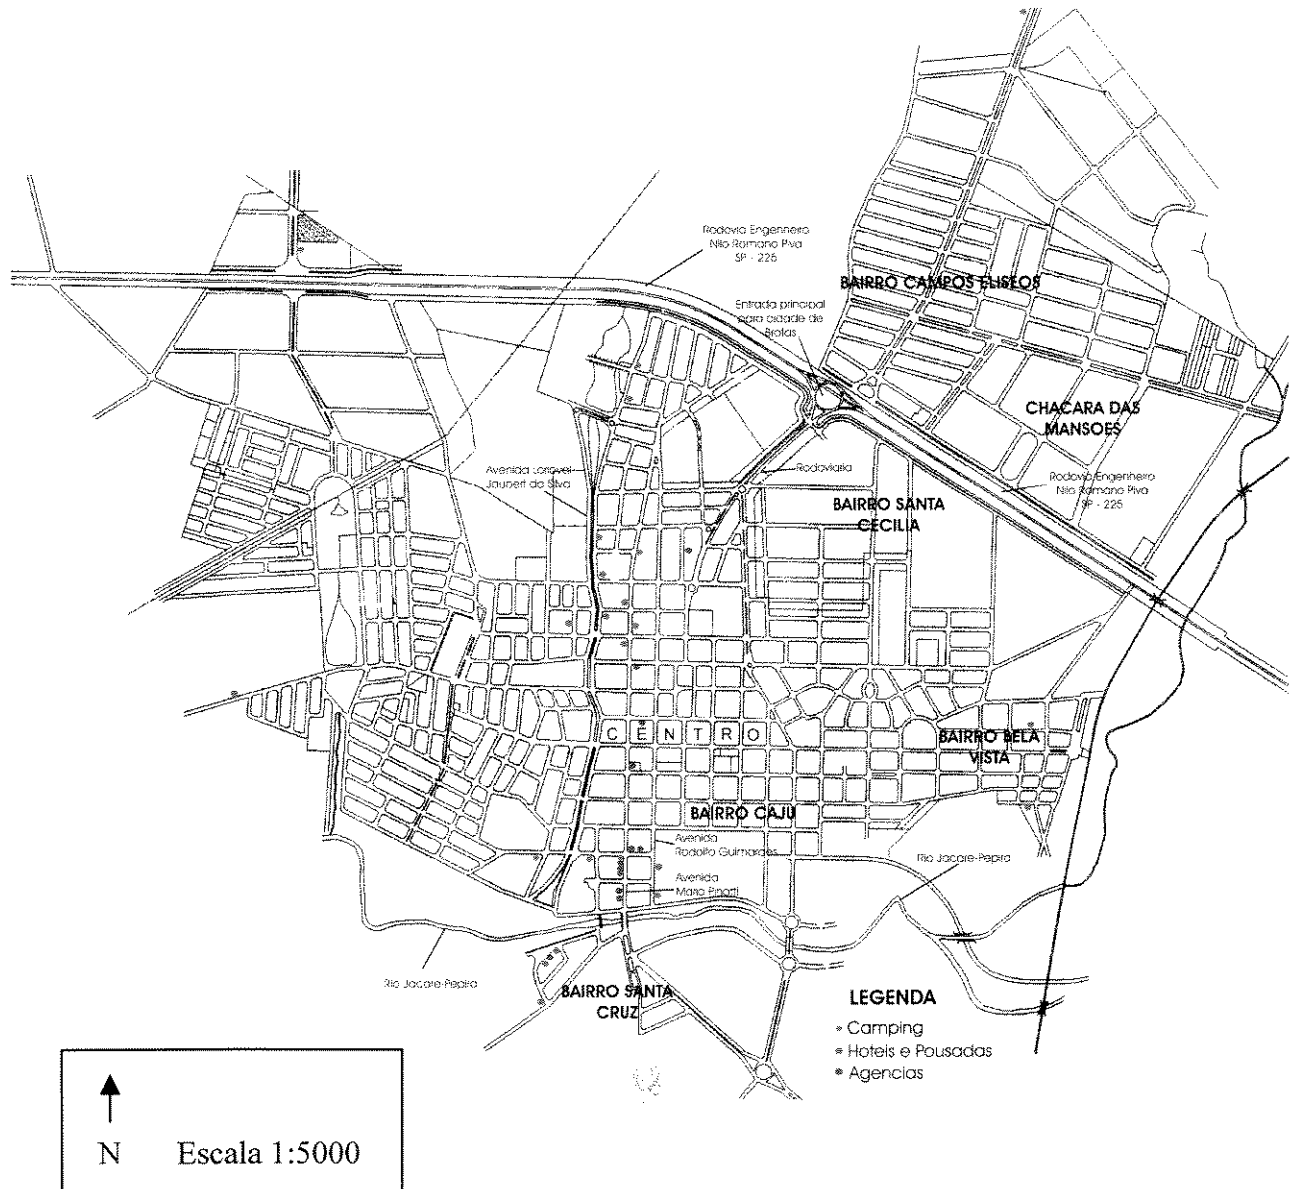 Rodovia Engenheiro
Nilo Romano Piva
SP - 225
BAIRRO CAMPOS ELISEOS
Entrada principal
para cidade de
Brotas
CHACARA DAS
MANSOES
Avenida
Jaunert da Silva
Rodoviaria
Rodovia Engenheiro
Nilo Romano Piva
SP - 225
BAIRRO SANTA
CECILIA
CENTRO
BAIRRO BELA
VISTA
BAIRRO CAJU
Avenida
Rodolfo Guimaraes
Rio Jacare-Pepira
Avenida
Mario Pinotti
Rio Jacare-Pepira
BAIRRO SANTA
CRUZ
LEGENDA
Camping
Hoteis e Pousadas
Agencias
N Escala 1:5000